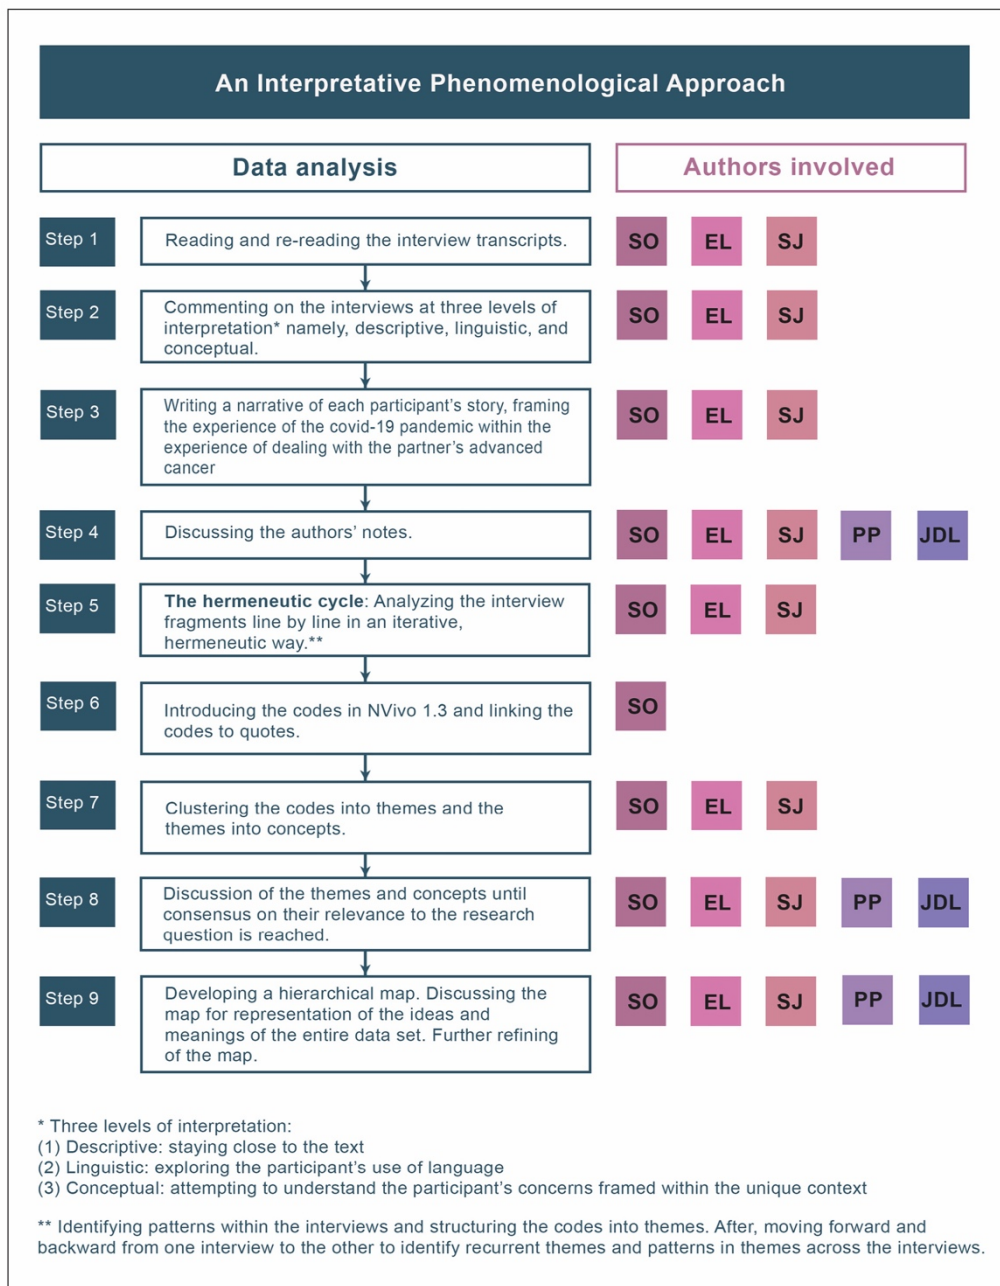 An Interpretative Phenomenological Approach
Data analysis
Authors involved
Step 1
Reading and re-reading the interview transcripts.
SO EL SJ
Step 2
Commenting on the interviews at three levels of
interpretation* namely, descriptive, linguistic, and
conceptual.
SO EL SJ
Step 3
Writing a narrative of each participant's story, framing
the experience of the covid-19 pandemic within the
experience of dealing with the partner's advanced
cancer
SO EL SJ
Step 4
Discussing the authors' notes.
SO EL SJ PP JDL
Step 5
The hermeneutic cycle: Analyzing the interview
fragments line by line in an iterative,
hermeneutic way.**
SO EL SJ
Step 6
Introducing the codes in NVivo 1.3 and linking the
codes to quotes.
SO
Step 7
Clustering the codes into themes and the
themes into concepts.
SO EL SJ
Step 8
Discussion of the themes and concepts until
consensus on their relevance to the research
question is reached.
SO EL SJ PP JDL
Step 9
Developing a hierarchical map. Discussing the
map for representation of the ideas and
meanings of the entire data set. Further refining
of the map.
SO EL SJ PP JDL
* Three levels of interpretation:
(1) Descriptive: staying close to the text
(2) Linguistic: exploring the participant's use of language
(3) Conceptual: attempting to understand the participant's concerns framed within the unique context
** Identifying patterns within the interviews and structuring the codes into themes. After, moving forward and
backward from one interview to the other to identify recurrent themes and patterns in themes across the interviews.